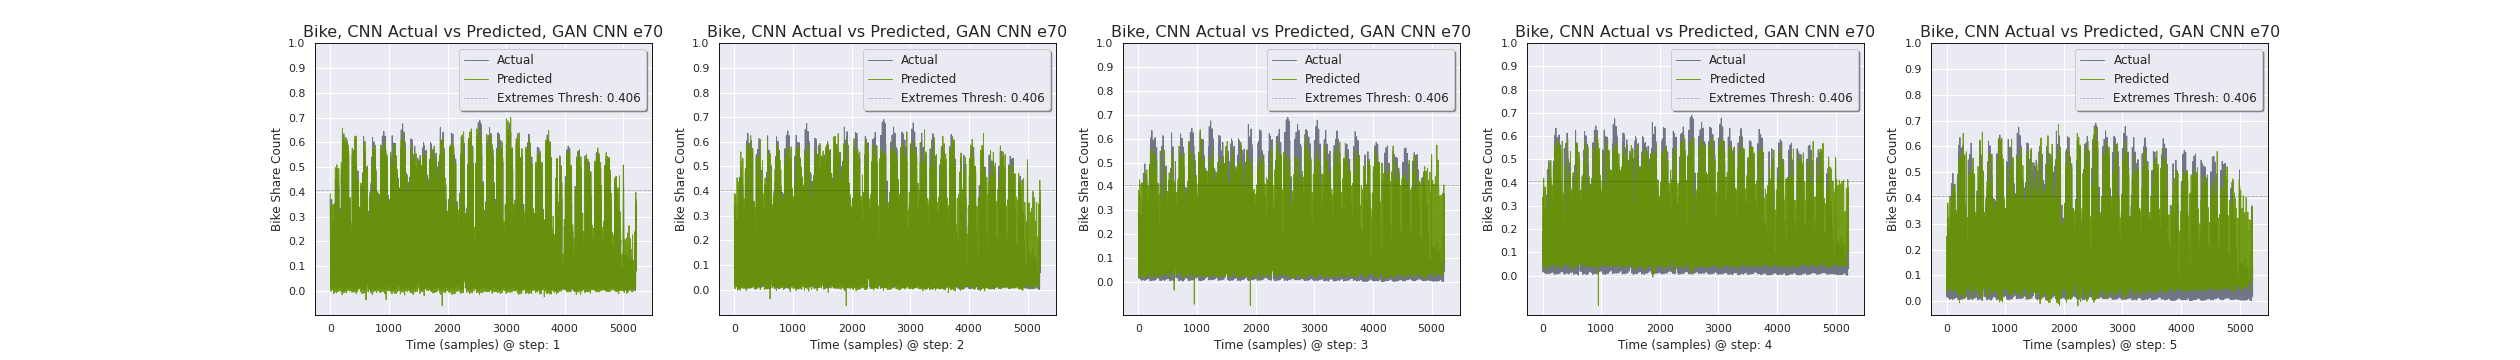 Bike, CNN Actual vs Predicted, GAN CNN e70
1.0
0.9
0.8
0.7
0.6
0.5
0.4
0.3
0.2
0.1
0.0
Bike Share Count
Actual
Predicted
Extremes Thresh: 0.406
0 1000 2000 3000 4000 5000
Time (samples) @ step: 1
Bike, CNN Actual vs Predicted, GAN CNN e70
1.0
0.9
0.8
0.7
0.6
0.5
0.4
0.3
0.2
0.1
0.0
Bike Share Count
Actual
Predicted
Extremes Thresh: 0.406
0 1000 2000 3000 4000 5000
Time (samples) @ step: 2
Bike, CNN Actual vs Predicted, GAN CNN e70
1.0
0.9
0.8
0.7
0.6
0.5
0.4
0.3
0.2
0.1
0.0
Bike Share Count
Actual
Predicted
Extremes Thresh: 0.406
0 1000 2000 3000 4000 5000
Time (samples) @ step: 3
Bike, CNN Actual vs Predicted, GAN CNN e70
1.0
0.9
0.8
0.7
0.6
0.5
0.4
0.3
0.2
0.1
0.0
Bike Share Count
Actual
Predicted
Extremes Thresh: 0.406
0 1000 2000 3000 4000 5000
Time (samples) @ step: 4
Bike, CNN Actual vs Predicted, GAN CNN e70
1.0
0.9
0.8
0.7
0.6
0.5
0.4
0.3
0.2
0.1
0.0
Bike Share Count
Actual
Predicted
Extremes Thresh: 0.406
0 1000 2000 3000 4000 5000
Time (samples) @ step: 5